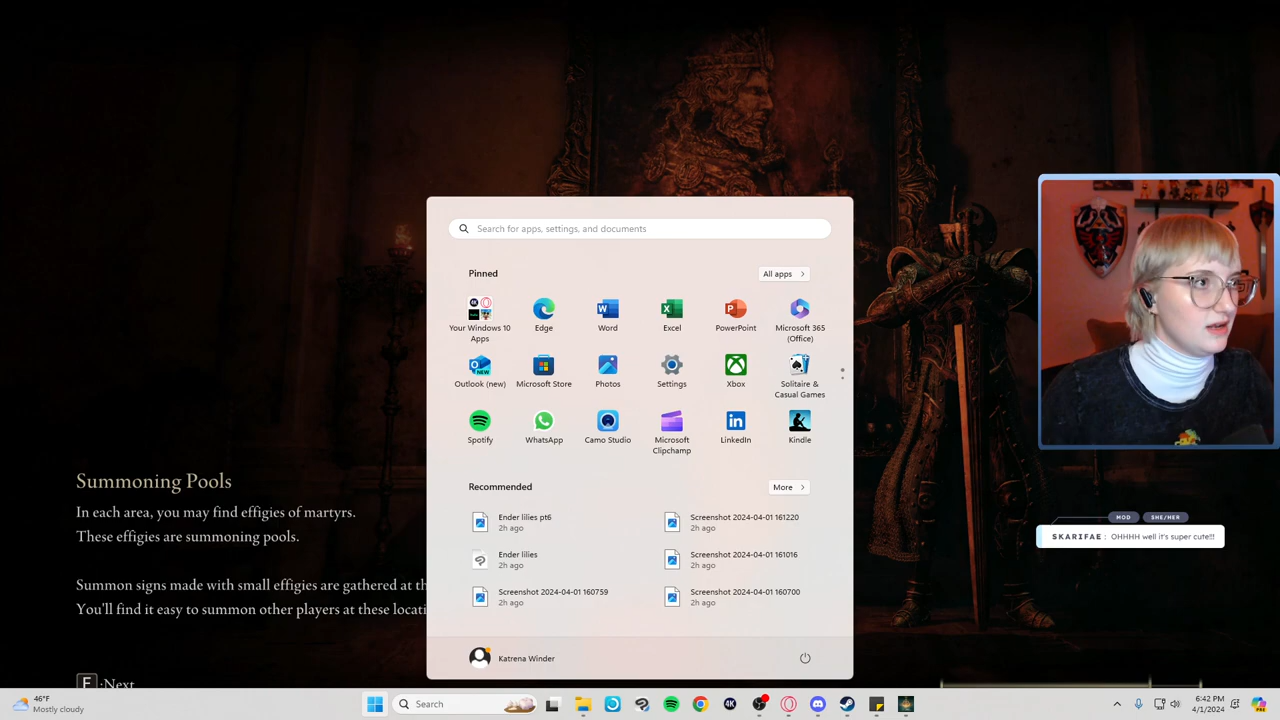 Search for apps, settings, and documents
Pinned
All apps
Your Windows 10 Apps
Edge
Word
Excel
PowerPoint
Microsoft 365 (Office)
Outlook (new)
Microsoft Store
Photos
Settings
Xbox
Solitaire & Casual Games
Spotify
WhatsApp
Camo Studio
Microsoft Clipchamp
LinkedIn
Kindle
Recommended
More
Ender lilies pt6
2h ago
Screenshot 2024-04-01 161220
2h ago
Ender lilies
2h ago
Screenshot 2024-04-01 161016
2h ago
Screenshot 2024-04-01 160759
2h ago
Screenshot 2024-04-01 160700
2h ago
Katrena Winder
Summoning Pools
In each area, you may find effigies of martyrs.
These effigies are summoning pools.
Summon signs made with small effigies are gathered at th
You'll find it easy to summon other players at these locati
E :Next
MOD
SHE/HER
SKARIFAE : OHHHH well it's super cute!!!
46°F
Mostly cloudy
Search
6:42 PM
4/1/2024